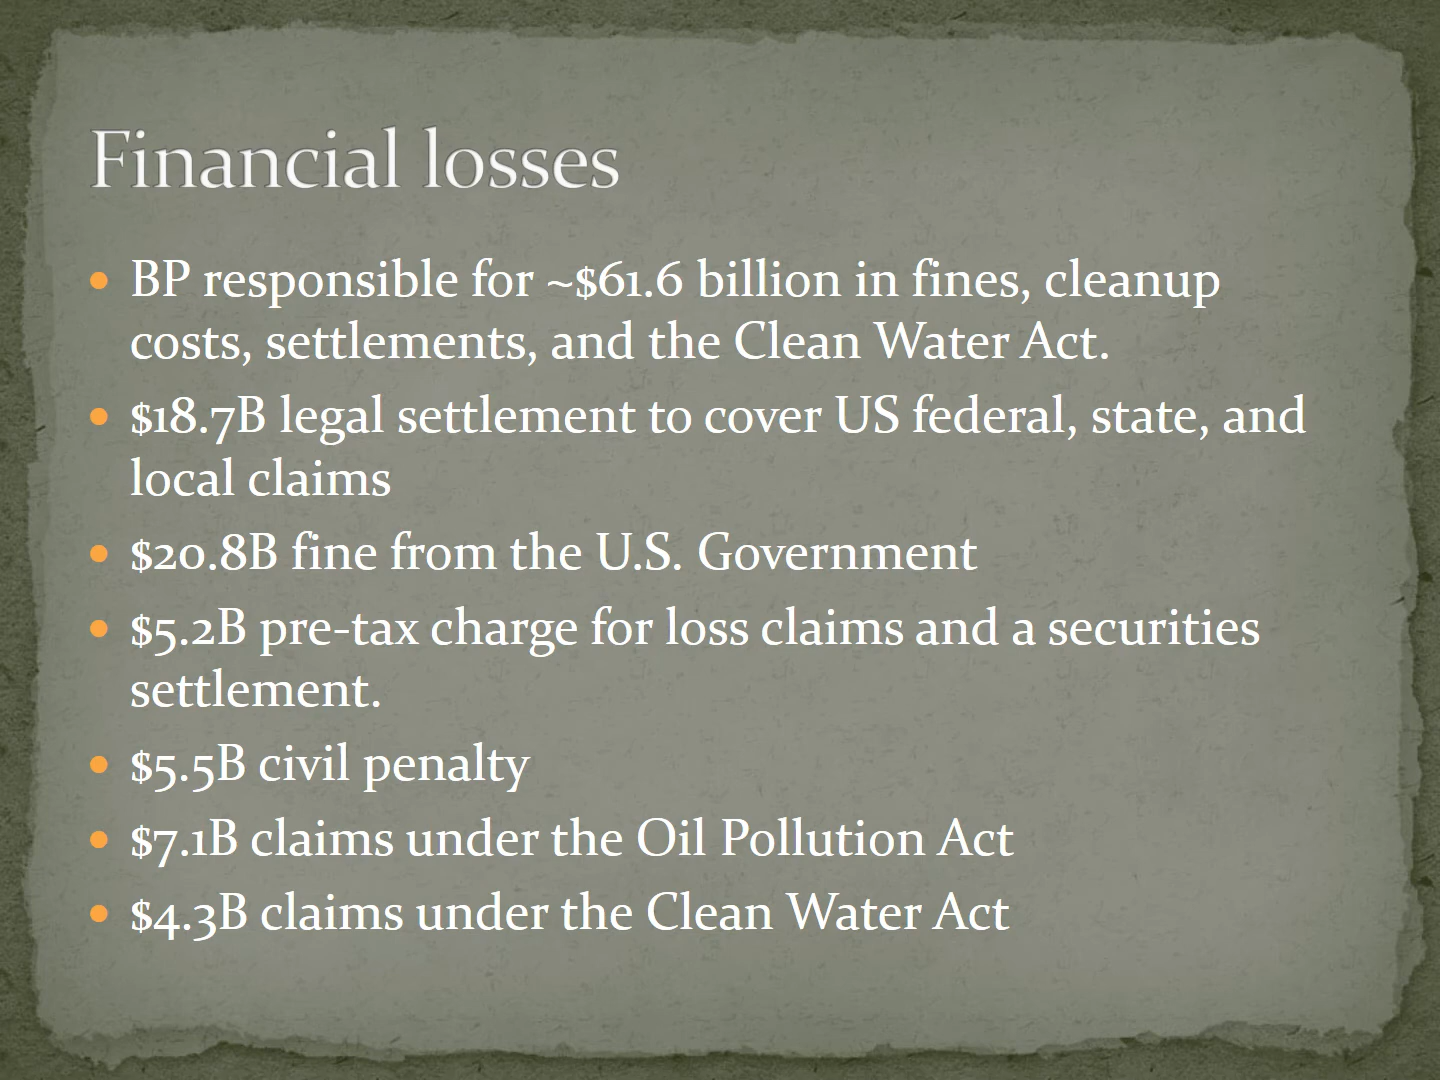 Financial losses
BP responsible for ~$61.6 billion in fines, cleanup
costs, settlements, and the Clean Water Act.
$18.7B legal settlement to cover US federal, state, and
local claims
$20.8B fine from the U.S. Government
$5.2B pre-tax charge for loss claims and a securities
settlement.
$5.5B civil penalty
$7.1B claims under the Oil Pollution Act
$4.3B claims under the Clean Water Act